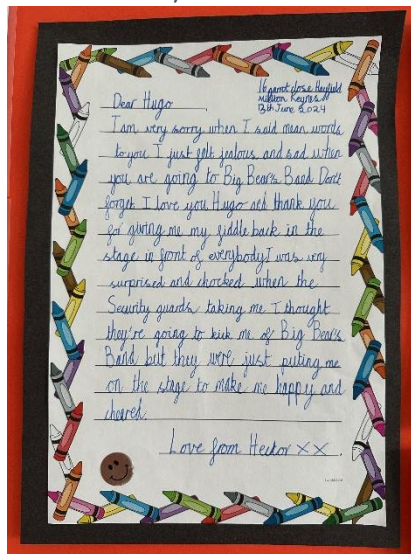 16 parrot close Hayfield
Milton Keynes
13th June 2024
Dear Hugo
I am very sorry when I said mean words
to you I just felt jealous and sad when
you are going to Big Bear's Band Don't
forget I love you Hugo and thank you
for giving me my fiddle back in the
stage in front of everybody I was very
surprised and shocked when the
Security guards taking me I thought
they're going to kick me of Big Bear's
Band but they were just puting me
on the stage to make me happy and
cheered.
Love from Hector XX.